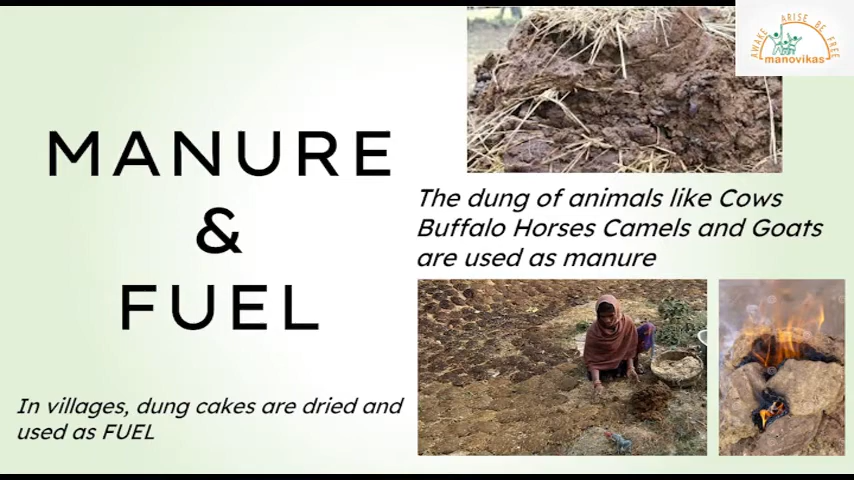 AWAKE ARISE BE FREE
manovikas
MANURE
&
FUEL
The dung of animals like Cows
Buffalo Horses Camels and Goats
are used as manure
In villages, dung cakes are dried and
used as FUEL